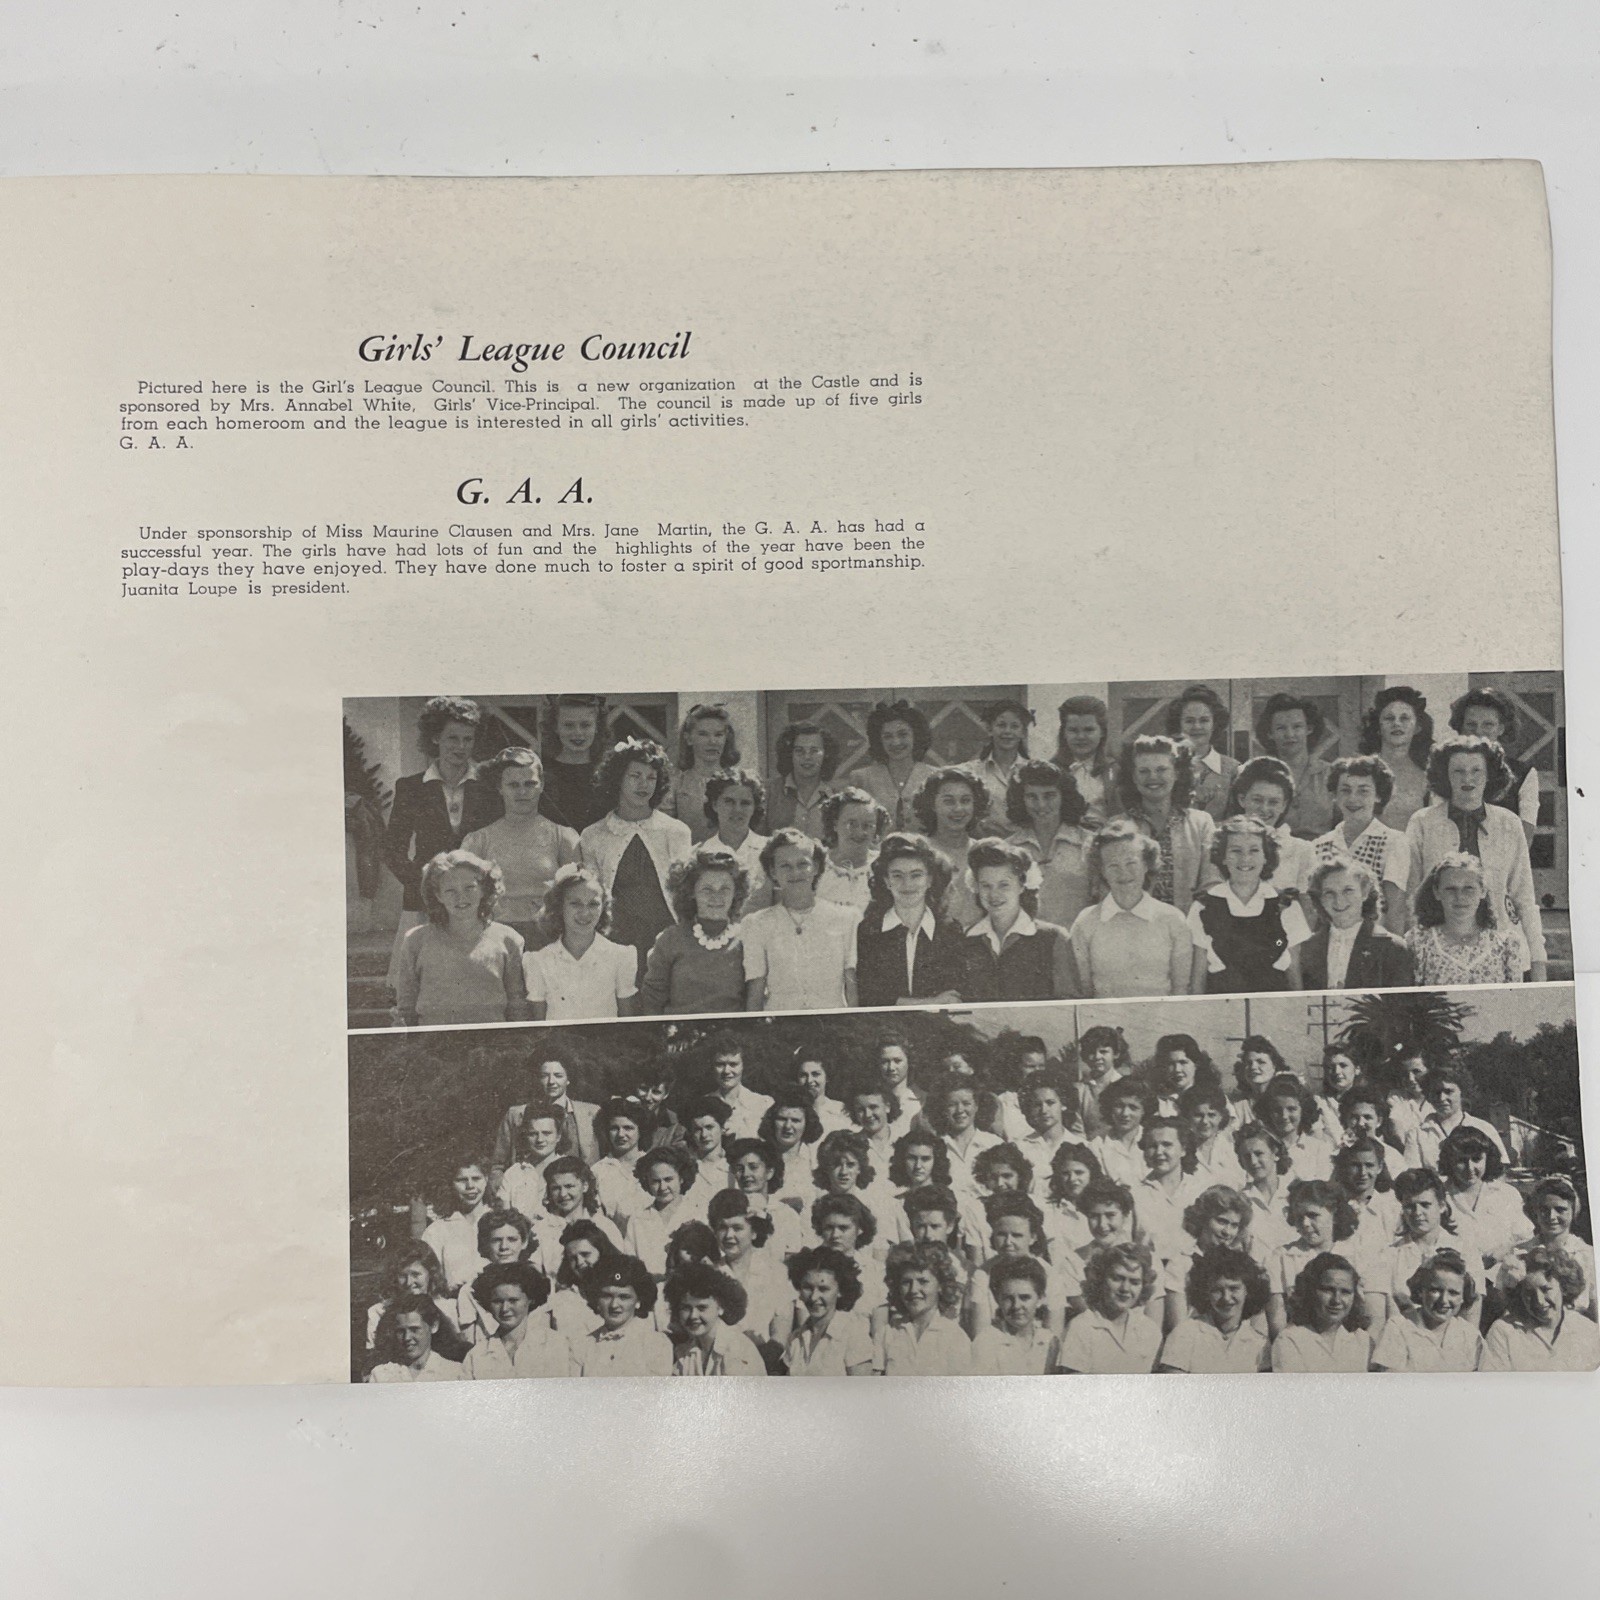 Girls' League Council
Pictured here is the Girl's League Council. This is a new organization at the Castle and is
sponsored by Mrs. Annabel White, Girls' Vice-Principal. The council is made up of five girls
from each homeroom and the league is interested in all girls' activities.
G. A. A.
G. A. A.
Under sponsorship of Miss Maurine Clausen and Mrs. Jane Martin, the G. A. A. has had a
successful year. The girls have had lots of fun and the highlights of the year have been the
play-days they have enjoyed. They have done much to foster a spirit of good sportmanship.
Juanita Loupe is president.